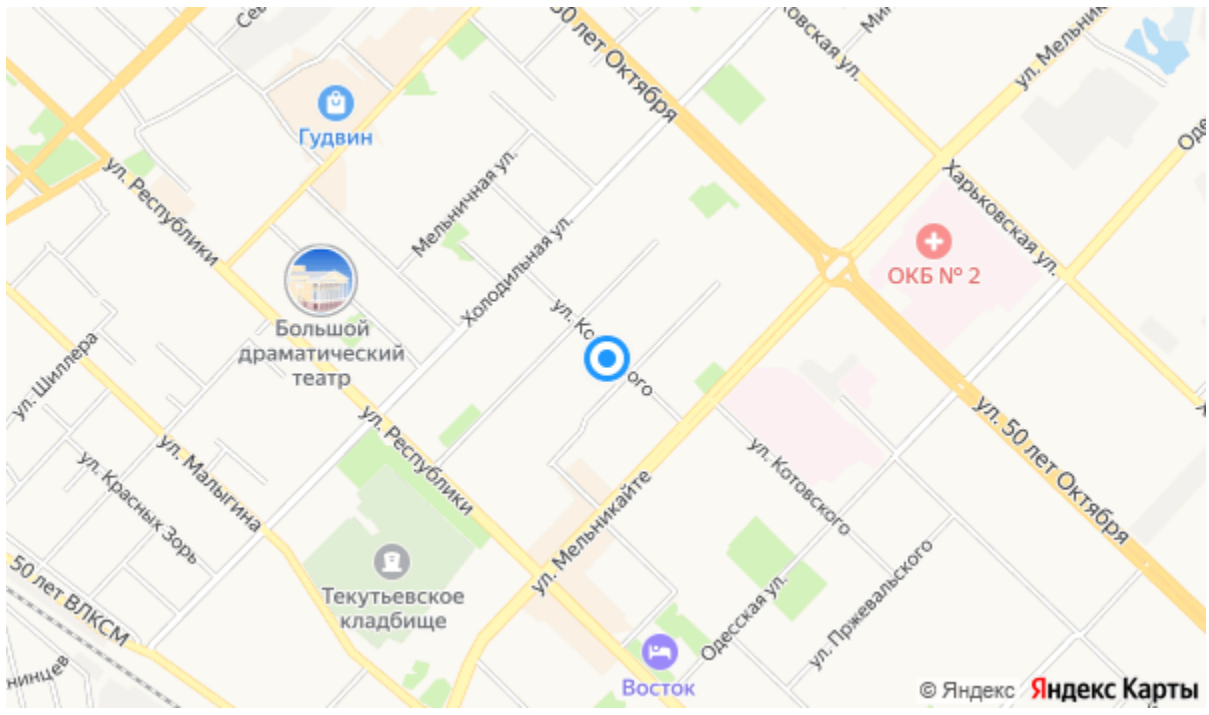 50 лет Октября
ул. Мельник
Гудвин
ул. Республики
Мельничная ул.
Харьковская ул.
ОКБ № 2
Холодильная ул.
Большой
драматический
театр
ул. Шиллера
ул. Республики
ул. Малыгина
ул. Красных Зорь
ул. Котовского
ул. 50 лет Октября
ул. Мельникайте
50 лет ВЛКСМ
Текутьевское
кладбище
ул. Пржевальского
Одесская ул.
Восток
© Яндекс Яндекс Карты